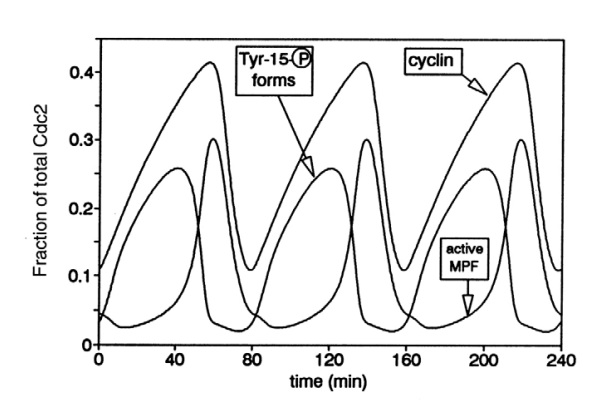 Tyr-15-Ⓟ
forms
cyclin
active
MPF
Fraction of total Cdc2
0.4
0.3
0.2
0.1
0
0 40 80 120 160 200 240
time (min)